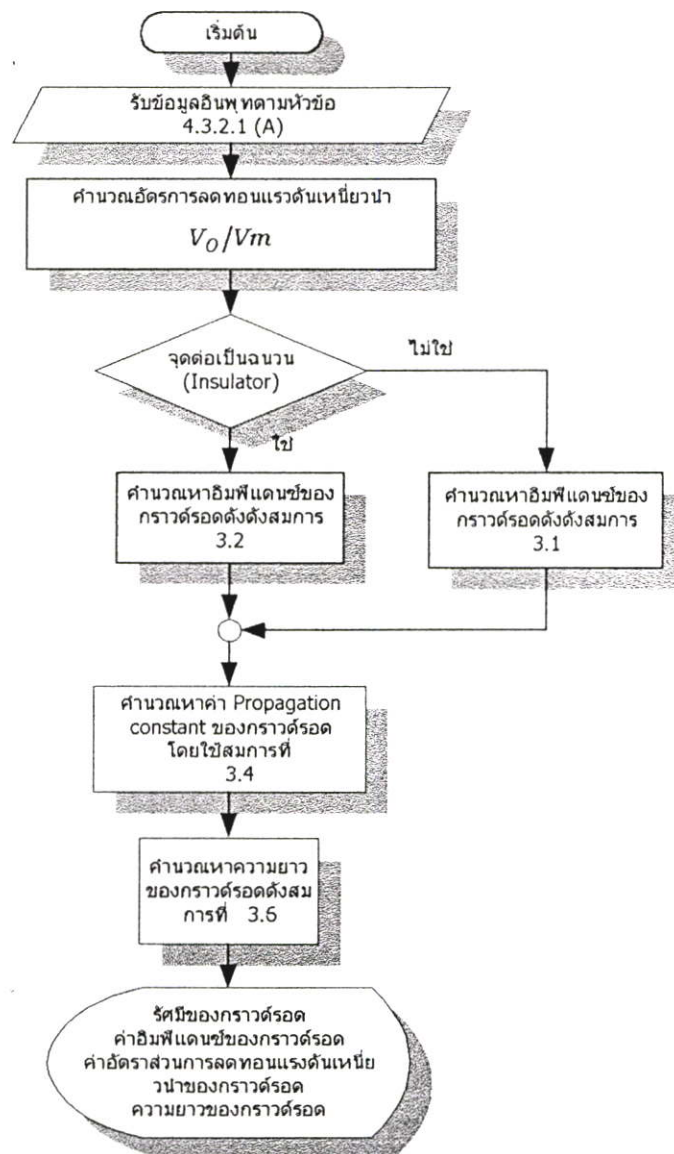 เริ่มต้น
รับข้อมูลอินพุทตามหัวข้อ
4.3.2.1 (A)
คำนวณอัตรการลดทอนแรวดันเหนี่ยวนำ
V_O/Vm
จุดต่อเป็นฉนวน
(Insulator)
ไม่ใช่
ใช่
คำนวณหาอิมพีแดนซ์ของ
กราวด์รอดดังดังสมการ
3.2
คำนวณหาอิมพีแดนซ์ของ
กราวด์รอดดังดังสมการ
3.1
คำนวณหาค่า Propagation
constant ของกราวด์รอด
โดยใช้สมการที่
3.4
คำนวณหาความยาว
ของกราวด์รอดดังสม
การที่ 3.6
รัศมีของกราวด์รอด
ค่าอิมพีแดนซ์ของกราวด์รอด
ค่าอัตราส่วนการลดทอนแรงดันเหนี่ย
วนำของกราวด์รอด
ความยาวของกราวด์รอด